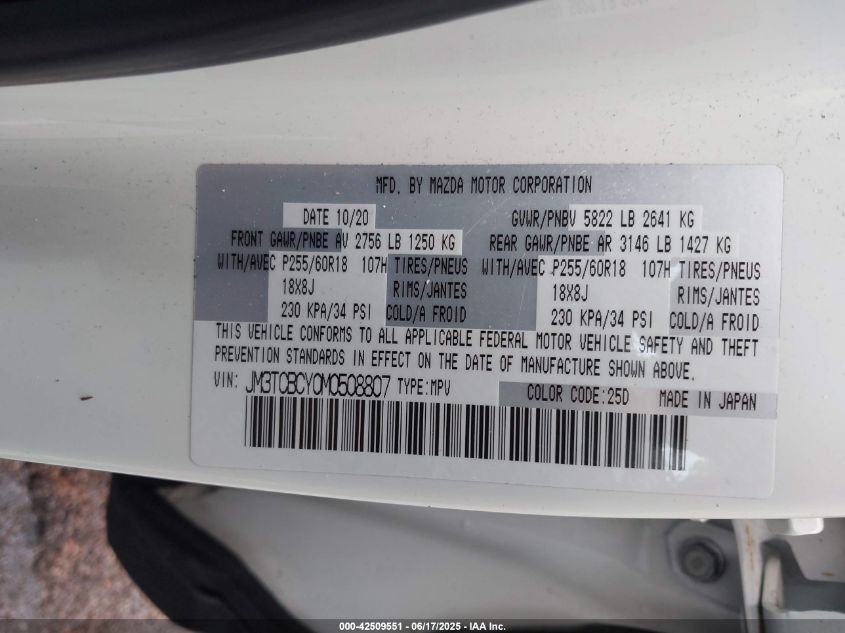 MFD. BY MAZDA MOTOR CORPORATION
DATE 10/20 GVWR/PNBV 5822 LB 2641 KG
FRONT GAWR/PNBE AV 2756 LB 1250 KG REAR GAWR/PNBE AR 3146 LB 1427 KG
WITH/AVEC P255/60R18 107H TIRES/PNEUS WITH/AVEC P255/60R18 107H TIRES/PNEUS
18X8J RIMS/JANTES 18X8J RIMS/JANTES
230 KPA/34 PSI COLD/A FROID 230 KPA/34 PSI COLD/A FROID
THIS VEHICLE CONFORMS TO ALL APPLICABLE FEDERAL MOTOR VEHICLE SAFETY AND THEFT
PREVENTION STANDARDS IN EFFECT ON THE DATE OF MANUFACTURE SHOWN ABOVE.
VIN: JM3TCBCY0M0508807 TYPE:MPV COLOR CODE:25D MADE IN JAPAN
000-42509551 - 06/17/2025 - IAA Inc.